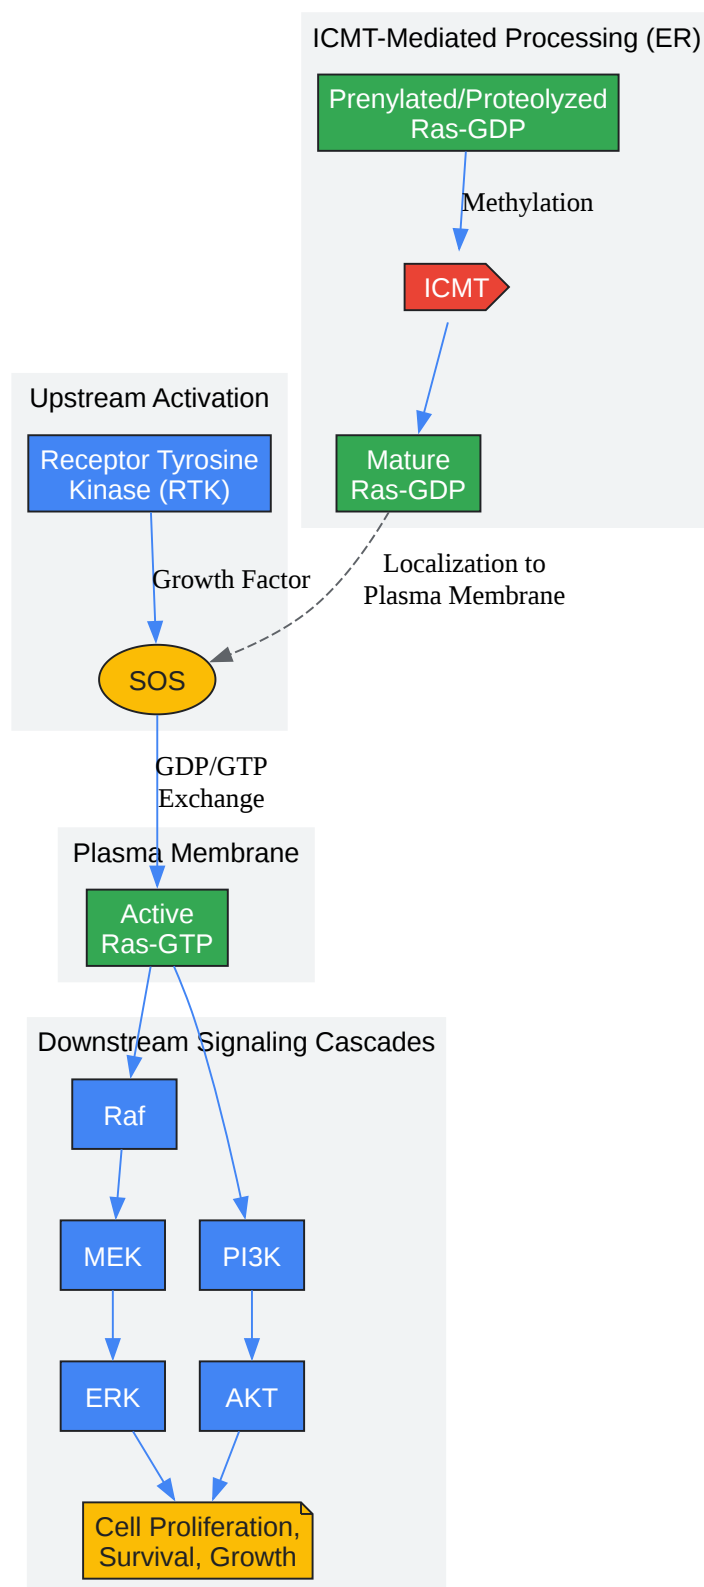 ICMT-Mediated Processing (ER)
Prenylated/Proteolyzed
Ras-GDP
Methylation
ICMT
Mature
Ras-GDP
Localization to
Plasma Membrane
Upstream Activation
Receptor Tyrosine
Kinase (RTK)
Growth Factor
SOS
GDP/GTP
Exchange
Plasma Membrane
Active
Ras-GTP
Downstream Signaling Cascades
Raf
MEK
PI3K
ERK
AKT
Cell Proliferation,
Survival, Growth